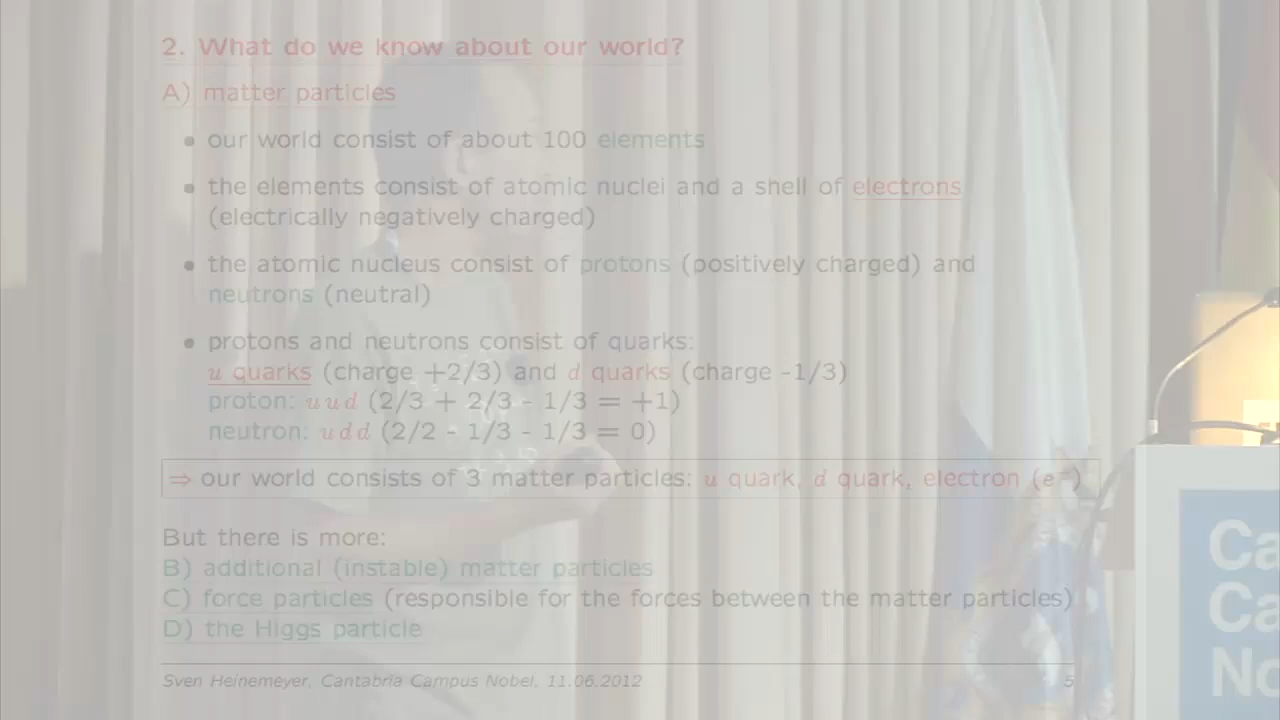 2. What do we know about our world?
A) matter particles
• our world consist of about 100 elements
• the elements consist of atomic nuclei and a shell of electrons
(electrically negatively charged)
• the atomic nucleus consist of protons (positively charged) and
neutrons (neutral)
• protons and neutrons consist of quarks:
u quarks (charge +2/3) and d quarks (charge -1/3)
proton: u u d (2/3 + 2/3 - 1/3 = +1)
neutron: u d d (2/2 - 1/3 - 1/3 = 0)
⇒ our world consists of 3 matter particles: u quark, d quark, electron (e⁻)
But there is more:
B) additional (instable) matter particles
C) force particles (responsible for the forces between the matter particles)
D) the Higgs particle
Sven Heinemeyer, Cantabria Campus Nobel, 11.06.2012 5
Ca
Ca
No